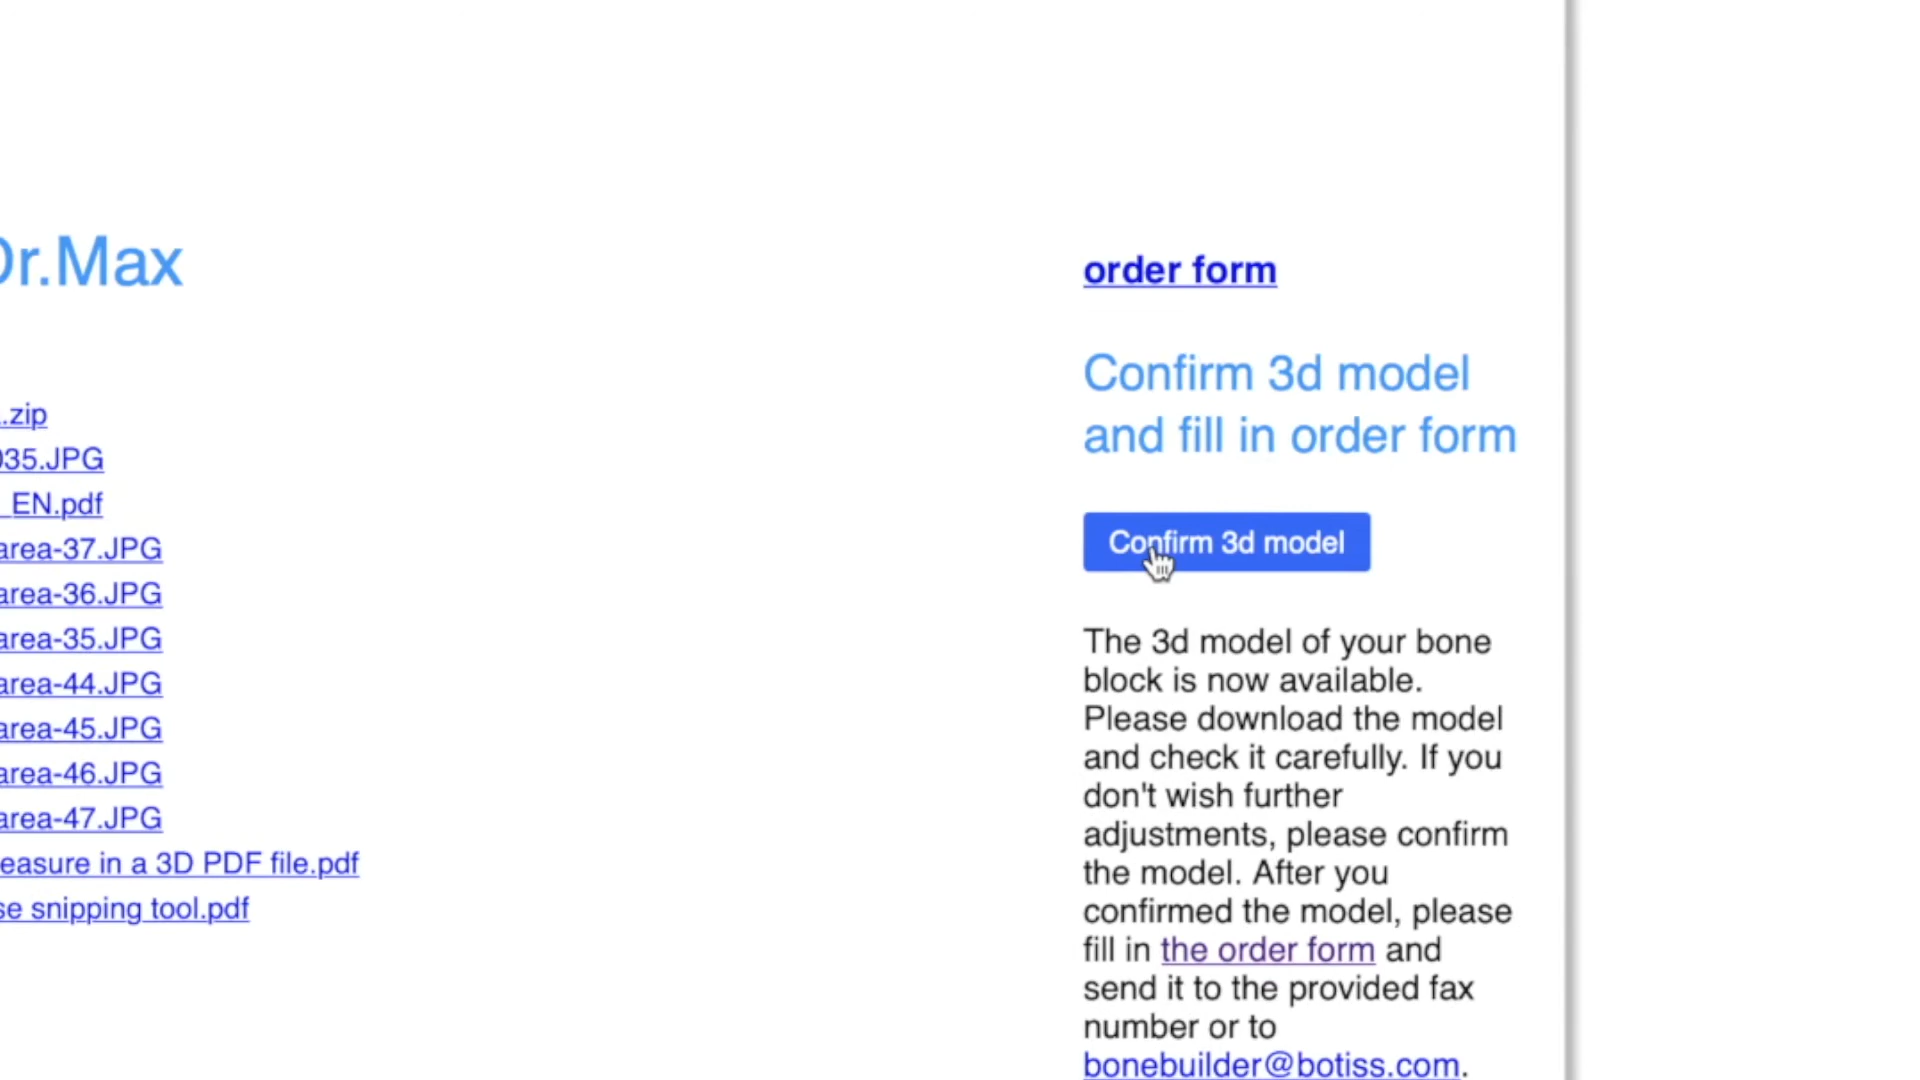 Dr.Max
.zip
035.JPG
_EN.pdf
area-37.JPG
area-36.JPG
area-35.JPG
area-44.JPG
area-45.JPG
area-46.JPG
area-47.JPG
easure in a 3D PDF file.pdf
se snipping tool.pdf
order form
Confirm 3d model
and fill in order form
Confirm 3d model
The 3d model of your bone
block is now available.
Please download the model
and check it carefully. If you
don't wish further
adjustments, please confirm
the model. After you
confirmed the model, please
fill in the order form and
send it to the provided fax
number or to
bonebuilder@botiss.com.